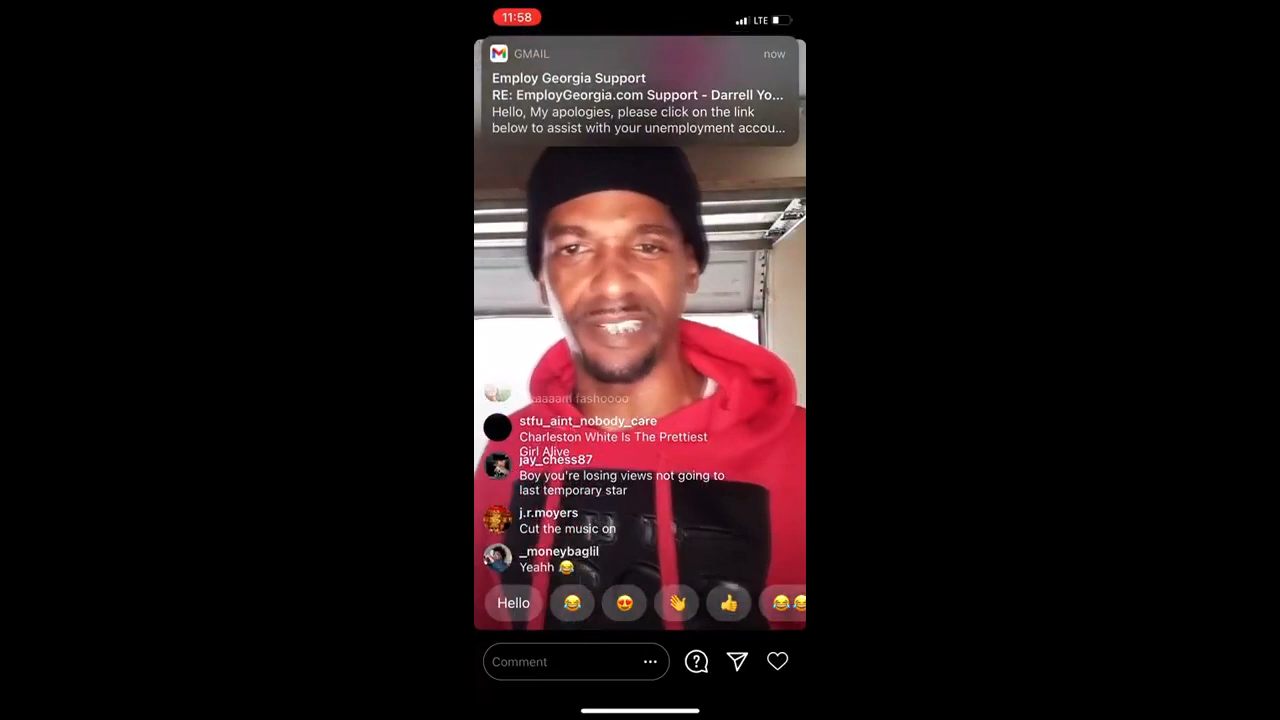 11:58
LTE
GMAIL
now
Employ Georgia Support
RE: EmployGeorgia.com Support - Darrell Yo...
Hello, My apologies, please click on the link
below to assist with your unemployment accou...
fashoooo
stfu_aint_nobody_care
Charleston White Is The Prettiest
Girl Alive
jay_chess87
Boy you're losing views not going to
last temporary star
j.r.moyers
Cut the music on
_moneybaglil
Yeahh 😂
Hello 😂 😍 👋 👍 😂😂
Comment